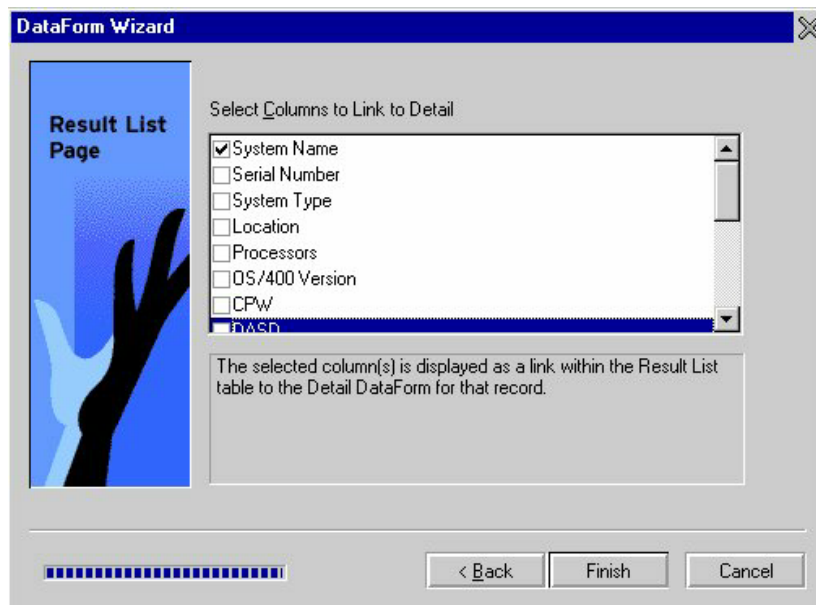 DataForm Wizard
Result List
Page
Select Columns to Link to Detail
System Name
Serial Number
System Type
Location
Processors
OS/400 Version
CPW
DASD
The selected column(s) is displayed as a link within the Result List
table to the Detail DataForm for that record.
< Back
Finish
Cancel